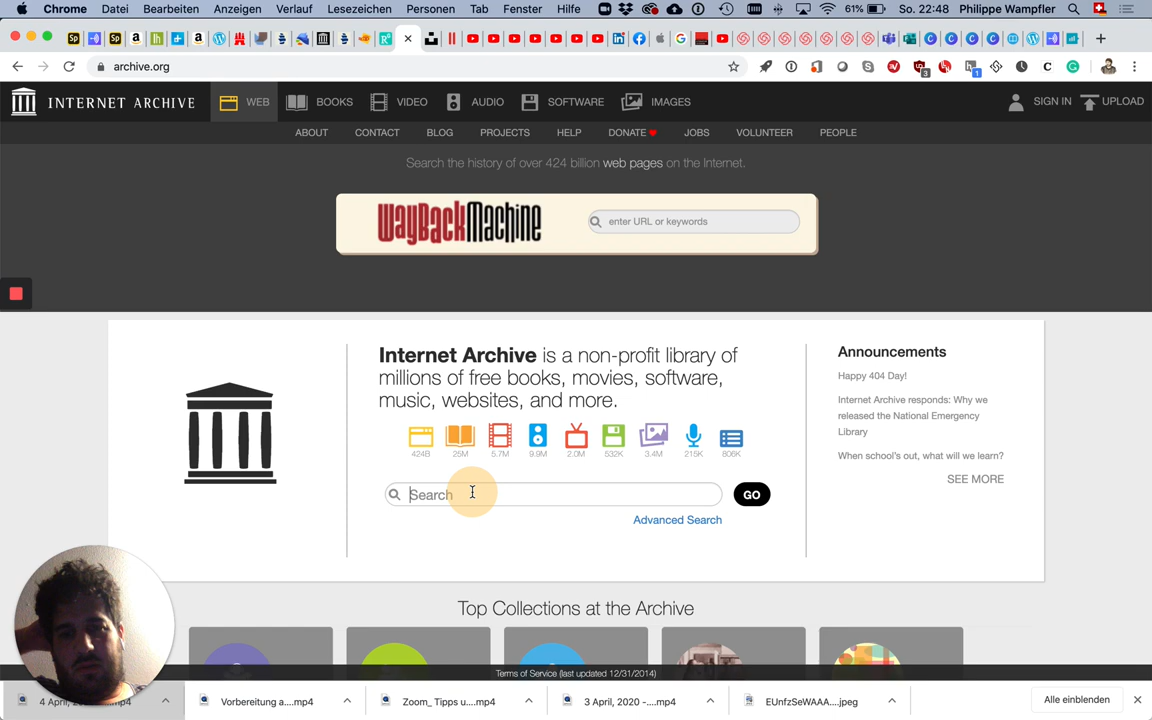 Chrome Datei Bearbeiten Anzeigen Verlauf Lesezeichen Personen Tab Fenster Hilfe 61% So. 22:48 Philippe Wampfler
archive.org
INTERNET ARCHIVE WEB BOOKS VIDEO AUDIO SOFTWARE IMAGES SIGN IN UPLOAD
ABOUT CONTACT BLOG PROJECTS HELP DONATE JOBS VOLUNTEER PEOPLE
Search the history of over 424 billion web pages on the Internet.
WayBackMachine enter URL or keywords
Internet Archive is a non-profit library of
millions of free books, movies, software,
music, websites, and more.
424B 25M 5.7M 9.9M 2.0M 532K 3.4M 215K 806K
Search GO
Advanced Search
Announcements
Happy 404 Day!
Internet Archive responds: Why we
released the National Emergency
Library
When school's out, what will we learn?
SEE MORE
Top Collections at the Archive
Terms of Service (last updated 12/31/2014)
4 April, mp4 Vorbereitung a....mp4 Zoom_ Tipps u....mp4 3 April, 2020 -....mp4 EUnfzSeWAAA....jpeg Alle einblenden